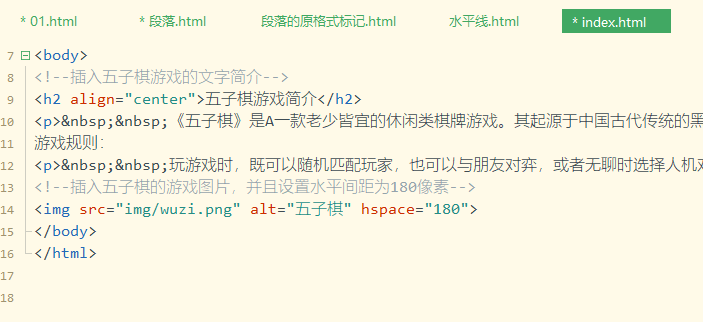 * 01.html * 段落.html 段落的原格式标记.html 水平线.html * index.html
7 <body>
8 <!--插入五子棋游戏的文字简介-->
9 <h2 align="center">五子棋游戏简介</h2>
10 <p>&nbsp;&nbsp;《五子棋》是A一款老少皆宜的休闲类棋牌游戏。其起源于中国古代传统的黑
11 游戏规则：
12 <p>&nbsp;&nbsp;玩游戏时，既可以随机匹配玩家，也可以与朋友对弈，或者无聊时选择人机对
13 <!--插入五子棋的游戏图片，并且设置水平间距为180像素-->
14 <img src="img/wuzi.png" alt="五子棋" hspace="180">
15 </body>
16 </html>
17
18